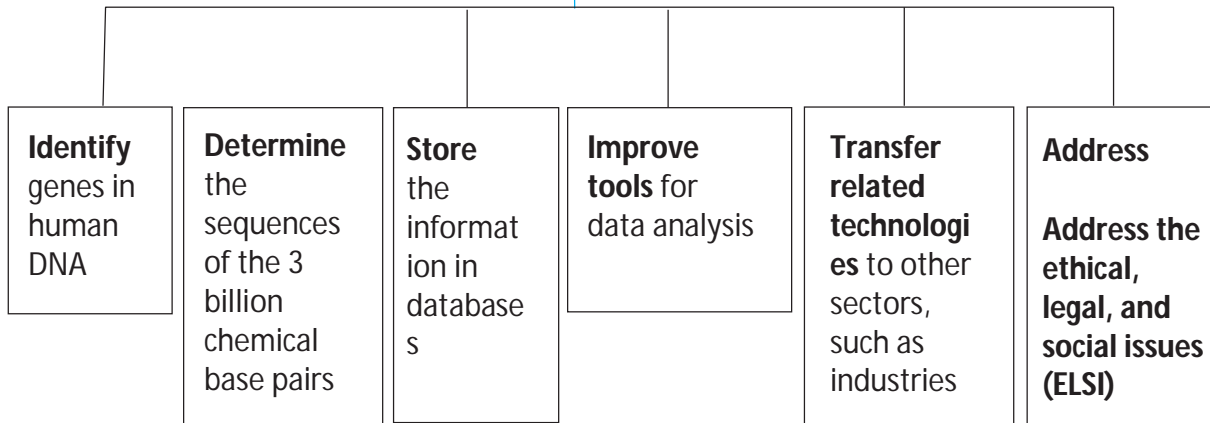 Identify
genes in
human
DNA
Determine
the
sequences
of the 3
billion
chemical
base pairs
Store
the
informat
ion in
database
s
Improve
tools for
data analysis
Transfer
related
technologi
es to other
sectors,
such as
industries
Address
Address the
ethical,
legal, and
social issues
(ELSI)